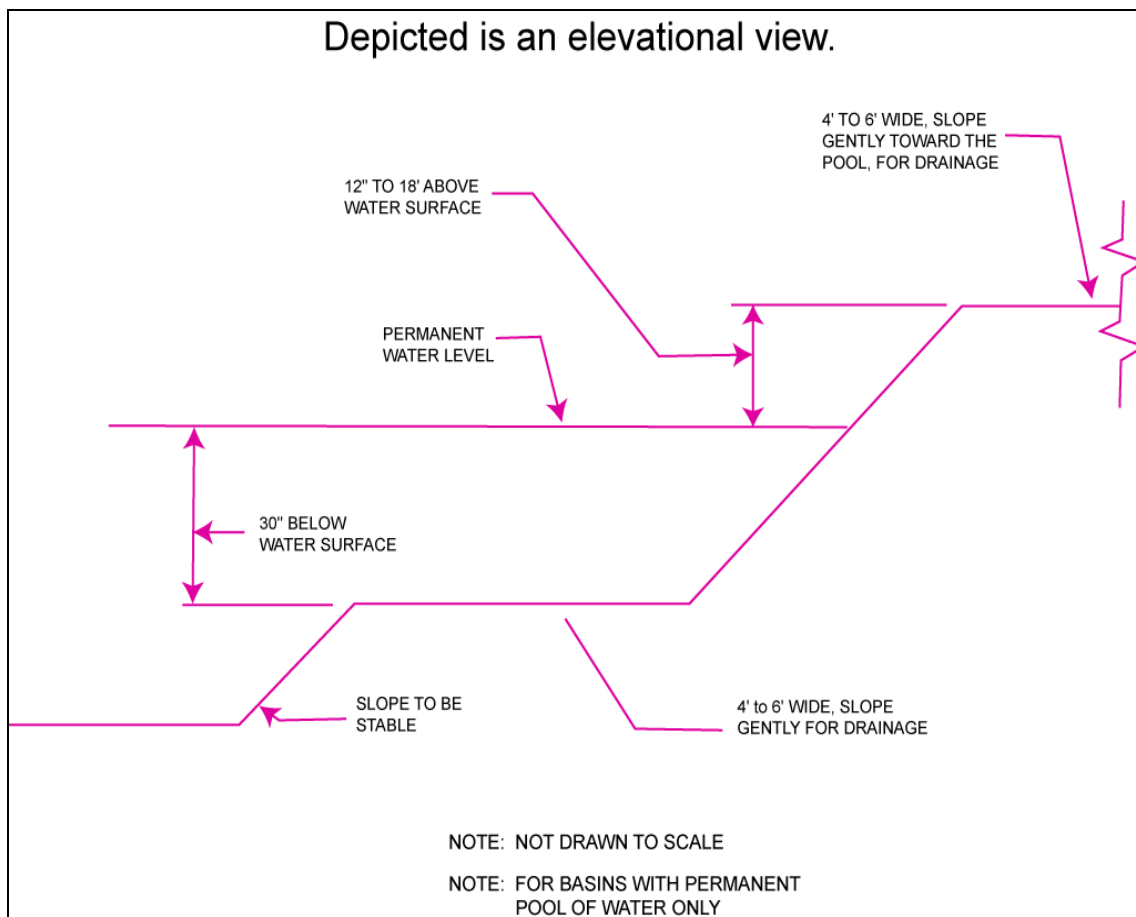 Depicted is an elevational view.
4' TO 6' WIDE, SLOPE
GENTLY TOWARD THE
POOL, FOR DRAINAGE
12" TO 18' ABOVE
WATER SURFACE
PERMANENT
WATER LEVEL
30" BELOW
WATER SURFACE
SLOPE TO BE
STABLE
4' to 6' WIDE, SLOPE
GENTLY FOR DRAINAGE
NOTE: NOT DRAWN TO SCALE
NOTE: FOR BASINS WITH PERMANENT
POOL OF WATER ONLY